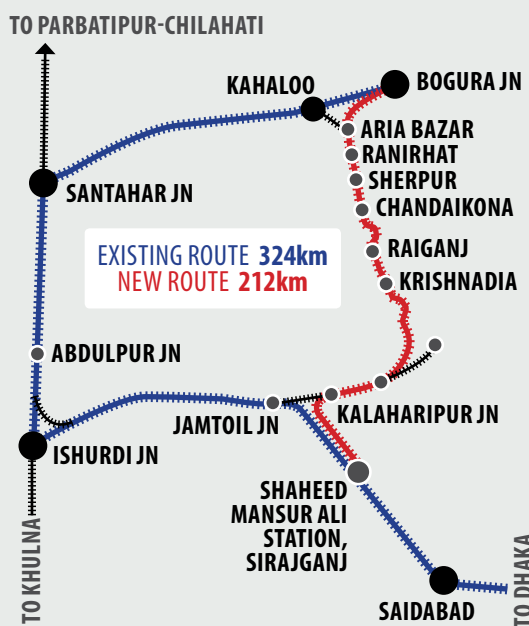 TO PARBATIPUR-CHILAHATI
KAHALOO
BOGURA JN
ARIA BAZAR
RANIRHAT
SHERPUR
SANTAHAR JN
CHANDAIKONA
EXISTING ROUTE 324km
NEW ROUTE 212km
RAIGANJ
KRISHNADIA
ABDULPUR JN
JAMTOIL JN
KALAHARIPUR JN
ISHURDI JN
SHAHEED
MANSUR ALI
STATION,
SIRAJGANJ
TO KHULNA
SAIDABAD
TO DHAKA